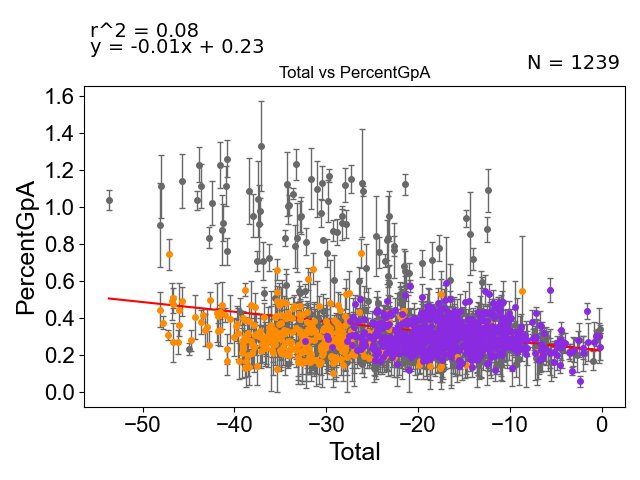 r^2 = 0.08
y = -0.01x + 0.23
N = 1239
Total vs PercentGpA
PercentGpA
1.6
1.4
1.2
1.0
0.8
0.6
0.4
0.2
0.0
−50 −40 −30 −20 −10 0
Total